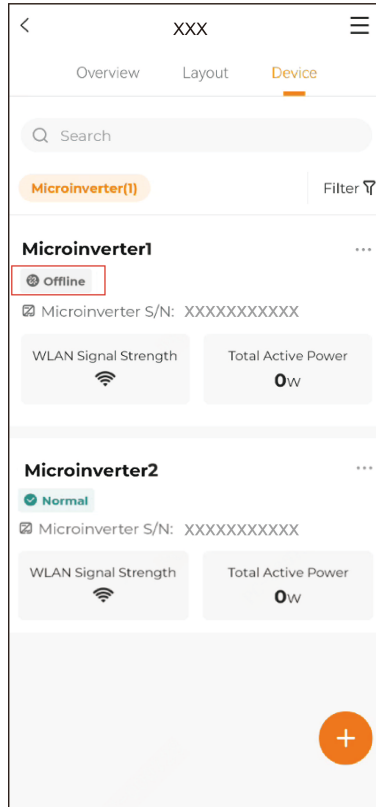 XXX
Overview Layout Device
Search
Microinverter(1)
Filter
Microinverter1
Offline
Microinverter S/N: XXXXXXXXXXX
WLAN Signal Strength
Total Active Power
0W
Microinverter2
Normal
Microinverter S/N: XXXXXXXXXXX
WLAN Signal Strength
Total Active Power
0W